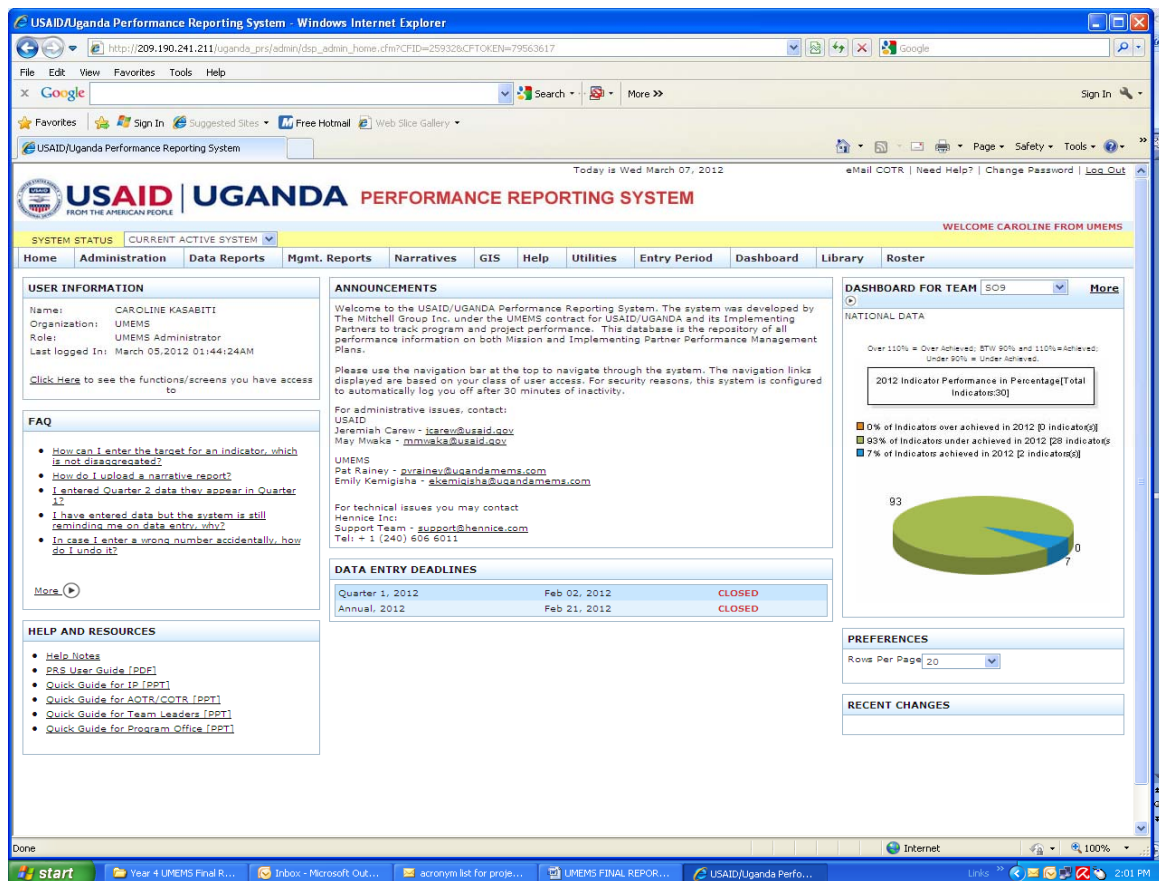 USAID/Uganda Performance Reporting System - Windows Internet Explorer
http://209.190.241.211/uganda_prs/admin/dsp_admin_home.cfm?CFID=25932&CFTOKEN=79563617
Google
File Edit View Favorites Tools Help
x Google Search More >> Sign In
Favorites Sign In Suggested Sites Free Hotmail Web Slice Gallery
USAID/Uganda Performance Reporting System Page Safety Tools
Today is Wed March 07, 2012
eMail COTR | Need Help? | Change Password | Log Out
USAID | UGANDA PERFORMANCE REPORTING SYSTEM
FROM THE AMERICAN PEOPLE
WELCOME CAROLINE FROM UMEMS
SYSTEM STATUS CURRENT ACTIVE SYSTEM
Home Administration Data Reports Mgmt. Reports Narratives GIS Help Utilities Entry Period Dashboard Library Roster
USER INFORMATION
Name: CAROLINE KASABITI
Organization: UMEMS
Role: UMEMS Administrator
Last logged In: March 05,2012 01:44:24AM
Click Here to see the functions/screens you have access
to
FAQ
How can I enter the target for an indicator, which
is not disaggregated?
How do I upload a narrative report?
I entered Quarter 2 data they appear in Quarter
1?
I have entered data but the system is still
reminding me on data entry, why?
In case I enter a wrong number accidentally, how
do I undo it?
More
HELP AND RESOURCES
Help Notes
PRS User Guide [PDF]
Quick Guide for IP [PPT]
Quick Guide for AOTR/COTR [PPT]
Quick Guide for Team Leaders [PPT]
Quick Guide for Program Office [PPT]
ANNOUNCEMENTS
Welcome to the USAID/UGANDA Performance Reporting System. The system was developed by
The Mitchell Group Inc. under the UMEMS contract for USAID/UGANDA and its Implementing
Partners to track program and project performance. This database is the repository of all
performance information on both Mission and Implementing Partner Performance Management
Plans.
Please use the navigation bar at the top to navigate through the system. The navigation links
displayed are based on your class of user access. For security reasons, this system is configured
to automatically log you off after 30 minutes of inactivity.
For administrative issues, contact:
USAID
Jeremiah Carew - jcarew@usaid.gov
May Mwaka - mmwaka@usaid.gov
UMEMS
Pat Rainey - pvrainey@ugandamems.com
Emily Kemigisha - ekemigisha@ugandamems.com
For technical issues you may contact
Hennice Inc:
Support Team - support@hennice.com
Tel: + 1 (240) 606 6011
DATA ENTRY DEADLINES
Quarter 1, 2012 Feb 02, 2012 CLOSED
Annual, 2012 Feb 21, 2012 CLOSED
DASHBOARD FOR TEAM SO9 More
NATIONAL DATA
Over 110% = Over Achieved; BTW 90% and 110%=Achieved;
Under 90% = Under Achieved.
2012 Indicator Performance in Percentage[Total
Indicators:30]
0% of Indicators over achieved in 2012 [0 indicator(s)]
93% of Indicators under achieved in 2012 [28 indicator(s
7% of Indicators achieved in 2012 [2 indicators(s)]
93
0
7
PREFERENCES
Rows Per Page 20
RECENT CHANGES
Done Internet 100%
start Year 4 UMEMS Final R... Inbox - Microsoft Out... acronym list for proje... UMEMS FINAL REPOR... USAID/Uganda Perfo... Links » 2:01 PM